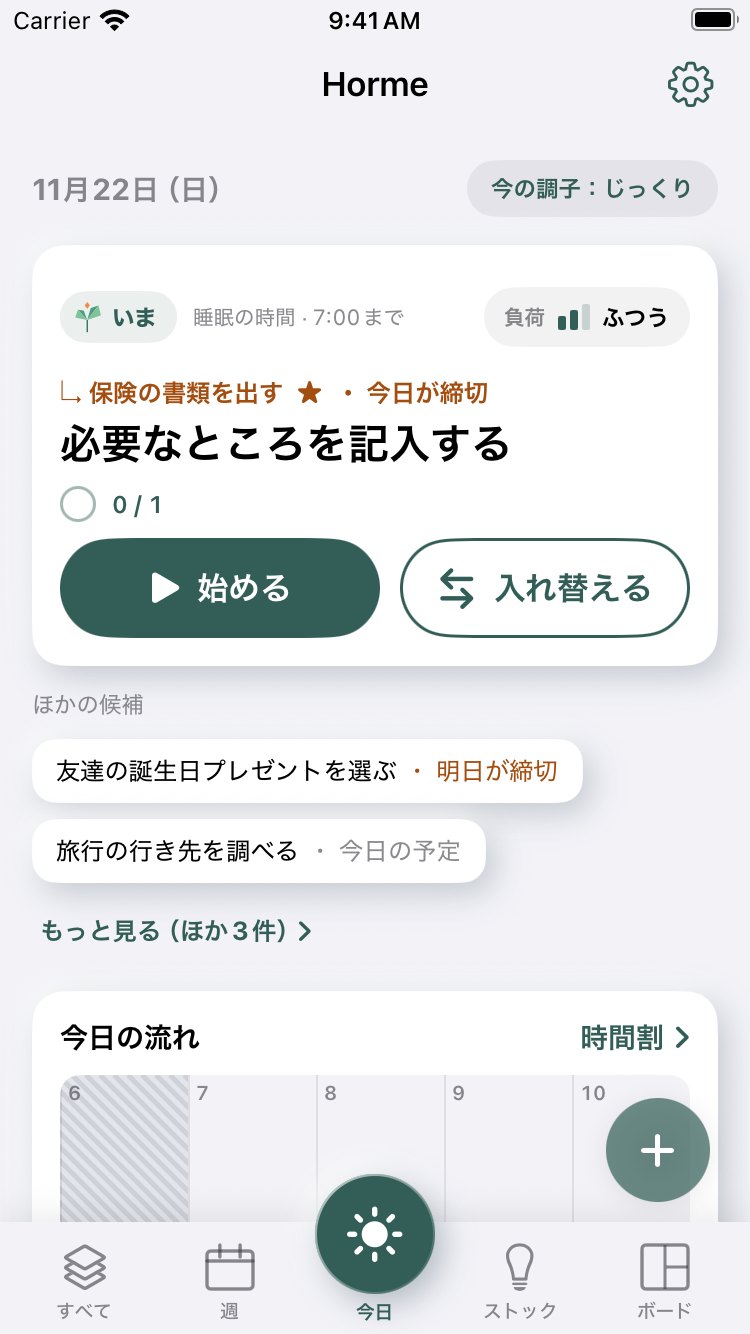 Carrier 9:41 AM
Horme
11月22日（日） 今の調子：じっくり
いま 睡眠の時間 · 7:00まで 負荷 ふつう
保険の書類を出す ★ ・ 今日が締切
必要なところを記入する
0 / 1
始める 入れ替える
ほかの候補
友達の誕生日プレゼントを選ぶ ・ 明日が締切
旅行の行き先を調べる ・ 今日の予定
もっと見る（ほか3件）
今日の流れ 時間割
6 7 8 9 10
すべて 週 今日 ストック ボード